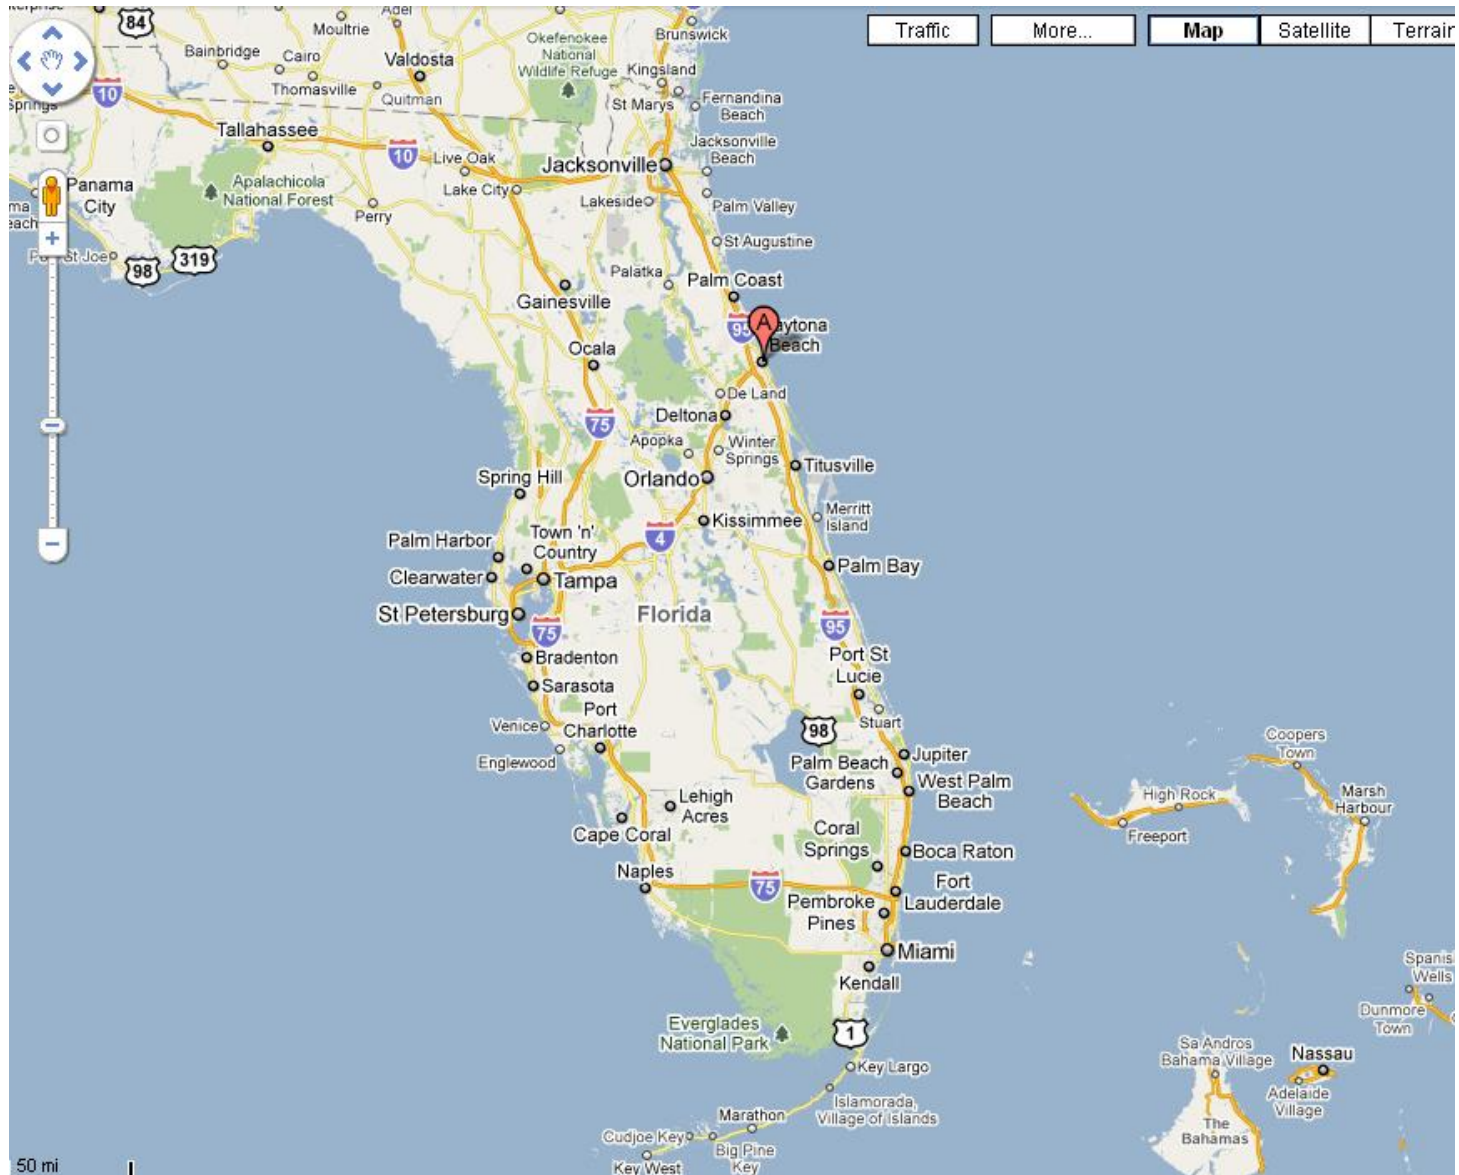 84
Moultrie
Adel
Brunswick
Traffic
More...
Map
Satellite
Terrain
Okefenokee
National
Wildlife Refuge
Bainbridge
Cairo
Valdosta
Thomasville
Quitman
Kingsland
St Marys
Fernandina
Beach
10
Springs
Tallahassee
10
Live Oak
Lake City
Jacksonville
Jacksonville
Beach
Panama
City
Apalachicola
National Forest
Perry
Lakeside
Palm Valley
St Augustine
St Joe
98
319
Gainesville
Palatka
Palm Coast
95
A
aytona
Beach
Ocala
De Land
Deltona
75
Apopka
Winter
Springs
Spring Hill
Orlando
Titusville
Merritt
Island
Kissimmee
4
Palm Harbor
Town 'n'
Country
Clearwater
Tampa
Palm Bay
St Petersburg
Florida
75
95
Bradenton
Sarasota
Port St
Lucie
Port
Charlotte
Venice
Englewood
98
Stuart
Jupiter
Palm Beach
Gardens
West Palm
Beach
Lehigh
Acres
Cape Coral
Coral
Springs
Boca Raton
Naples
75
Fort
Lauderdale
Pembroke
Pines
Miami
Kendall
Everglades
National Park
1
Key Largo
Islamorada,
Village of Islands
Marathon
Cudjoe Key
Big Pine
Key
Key West
Coopers
Town
High Rock
Marsh
Harbour
Freeport
Wells
Dunmore
Town
Sa Andros
Bahama Village
Nassau
Adelaide
Village
The
Bahamas
50 mi